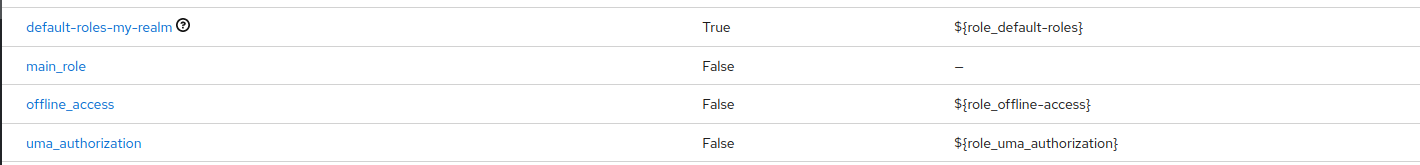 default-roles-my-realm True ${role_default-roles}
main_role False –
offline_access False ${role_offline-access}
uma_authorization False ${role_uma_authorization}